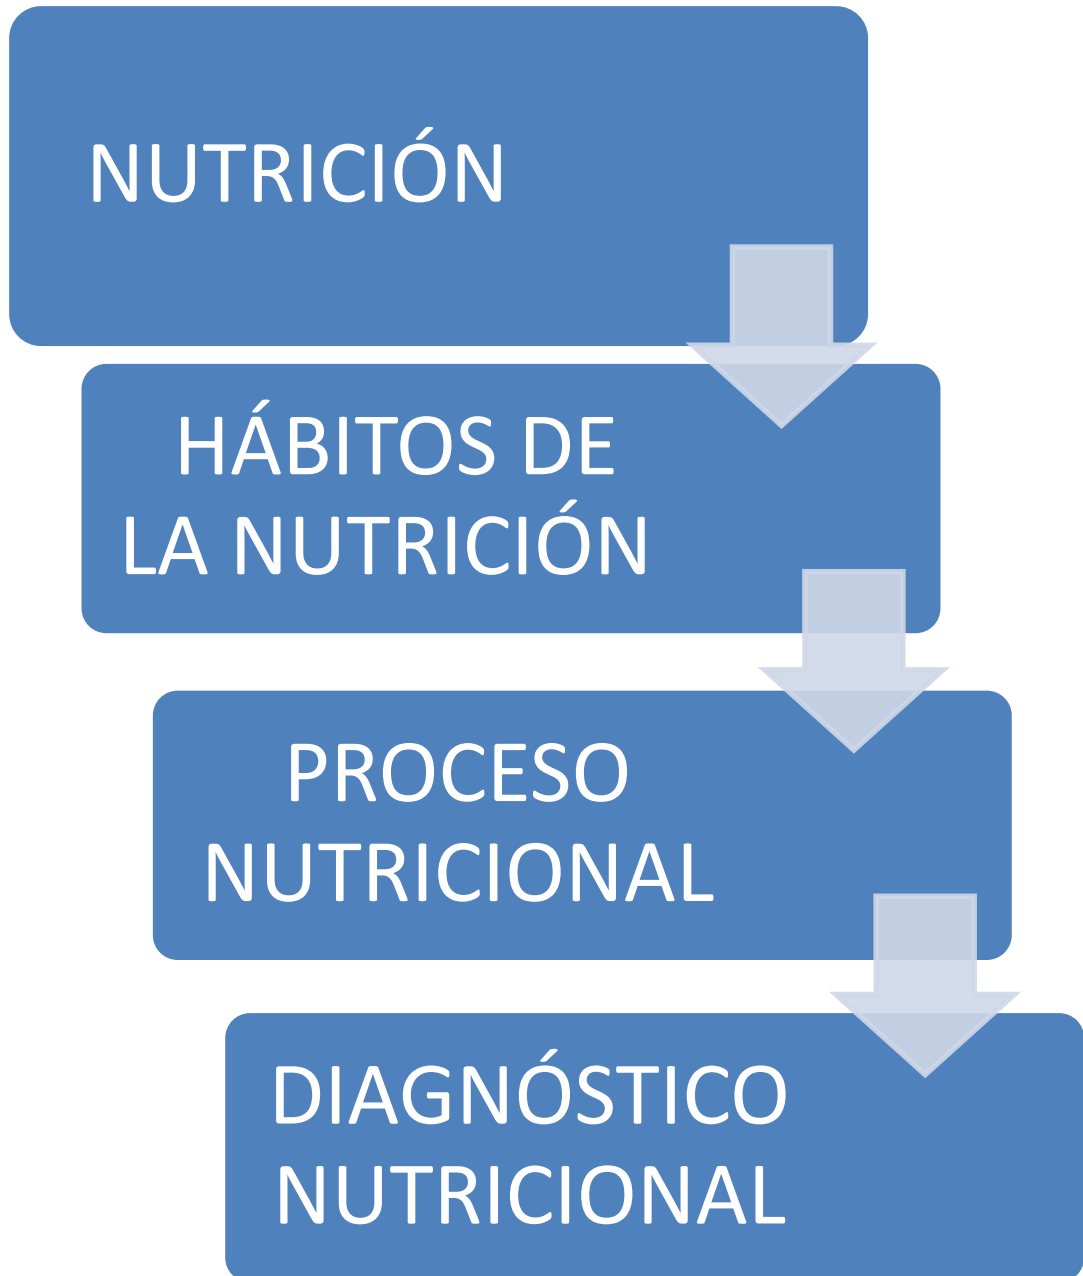 NUTRICIÓN
HÁBITOS DE
LA NUTRICIÓN
PROCESO
NUTRICIONAL
DIAGNÓSTICO
NUTRICIONAL